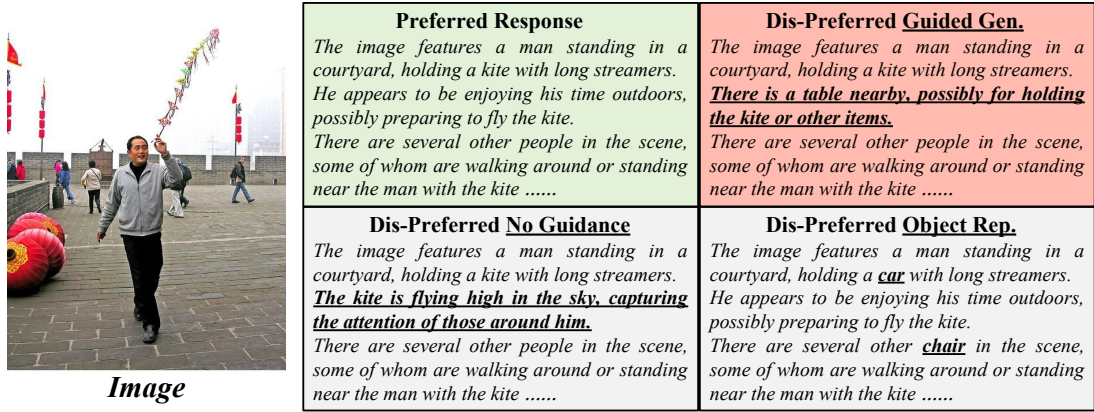 Image
Preferred Response
The image features a man standing in a
courtyard, holding a kite with long streamers.
He appears to be enjoying his time outdoors,
possibly preparing to fly the kite.
There are several other people in the scene,
some of whom are walking around or standing
near the man with the kite ......
Dis-Preferred Guided Gen.
The image features a man standing in a
courtyard, holding a kite with long streamers.
There is a table nearby, possibly for holding
the kite or other items.
There are several other people in the scene,
some of whom are walking around or standing
near the man with the kite ......
Dis-Preferred No Guidance
The image features a man standing in a
courtyard, holding a kite with long streamers.
The kite is flying high in the sky, capturing
the attention of those around him.
There are several other people in the scene,
some of whom are walking around or standing
near the man with the kite ......
Dis-Preferred Object Rep.
The image features a man standing in a
courtyard, holding a car with long streamers.
He appears to be enjoying his time outdoors,
possibly preparing to fly the kite.
There are several other chair in the scene,
some of whom are walking around or standing
near the man with the kite ......